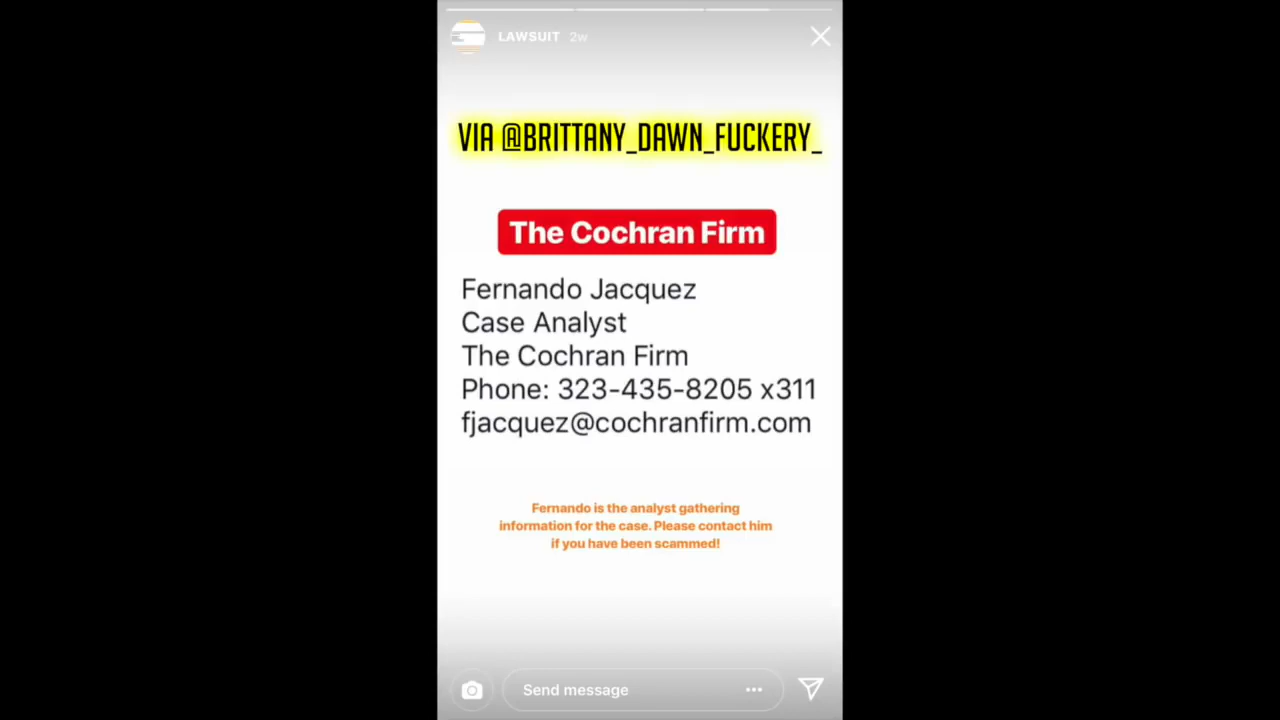 LAWSUIT 2w
VIA @BRITTANY_DAWN_FUCKERY_
The Cochran Firm
Fernando Jacquez
Case Analyst
The Cochran Firm
Phone: 323-435-8205 x311
fjacquez@cochranfirm.com
Fernando is the analyst gathering
information for the case. Please contact him
if you have been scammed!
Send message